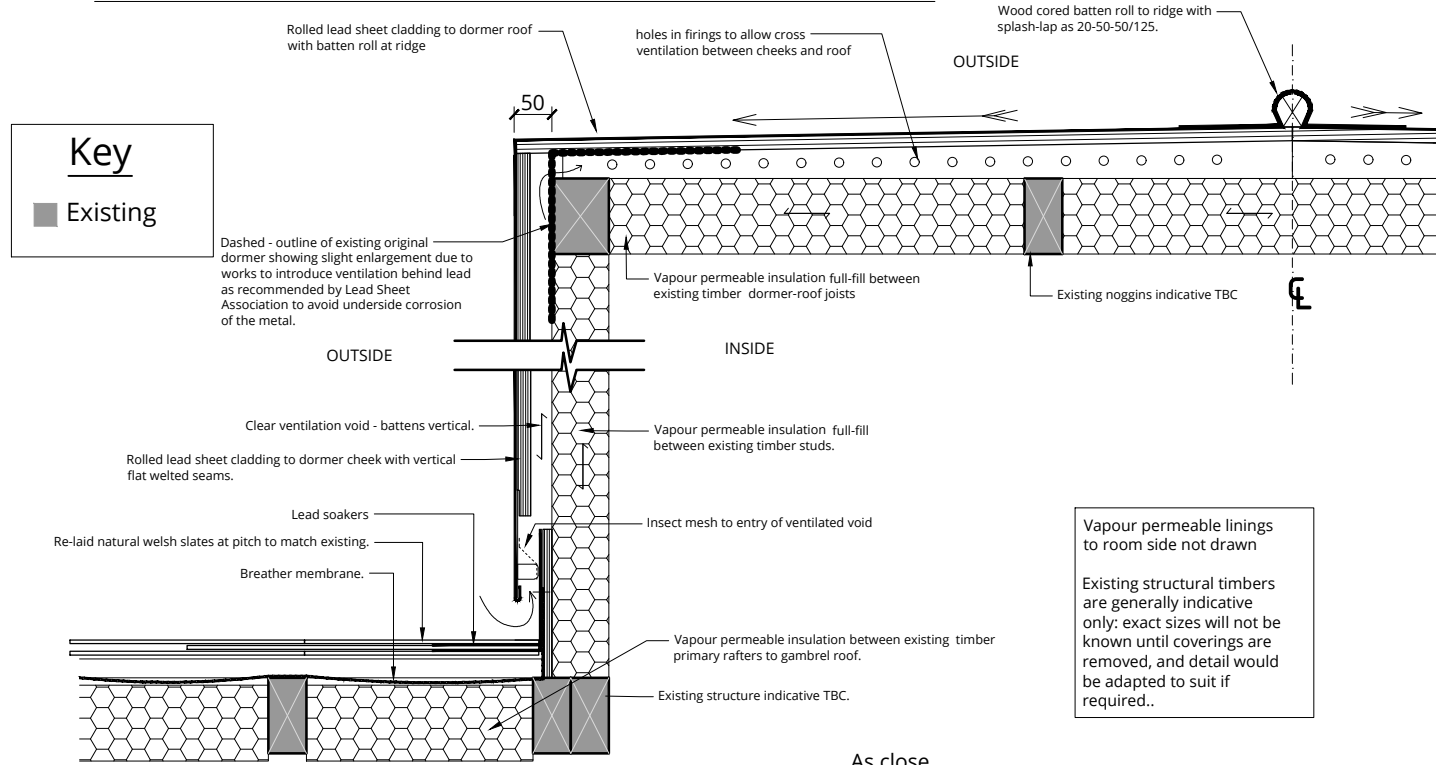 Rolled lead sheet cladding to dormer roof
with batten roll at ridge
holes in firings to allow cross
ventilation between cheeks and roof
Wood cored batten roll to ridge with
splash-lap as 20-50-50/125.
OUTSIDE
50
Key
Existing
Dashed - outline of existing original
dormer showing slight enlargement due to
works to introduce ventilation behind lead
as recommended by Lead Sheet
Association to avoid underside corrosion
of the metal.
Vapour permeable insulation full-fill between
existing timber dormer-roof joists
Existing noggins indicative TBC
CL
OUTSIDE
INSIDE
Clear ventilation void - battens vertical.
Vapour permeable insulation full-fill
between existing timber studs.
Rolled lead sheet cladding to dormer cheek with vertical
flat welted seams.
Lead soakers
Insect mesh to entry of ventilated void
Re-laid natural welsh slates at pitch to match existing.
Breather membrane.
Vapour permeable insulation between existing timber
primary rafters to gambrel roof.
Existing structure indicative TBC.
Vapour permeable linings
to room side not drawn
Existing structural timbers
are generally indicative
only: exact sizes will not be
known until coverings are
removed, and detail would
be adapted to suit if
required..
As close